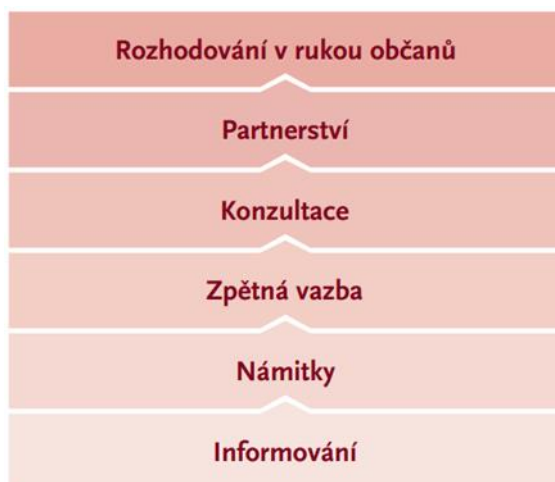 Rozhodování v rukou občanů
Partnerství
Konzultace
Zpětná vazba
Námitky
Informování